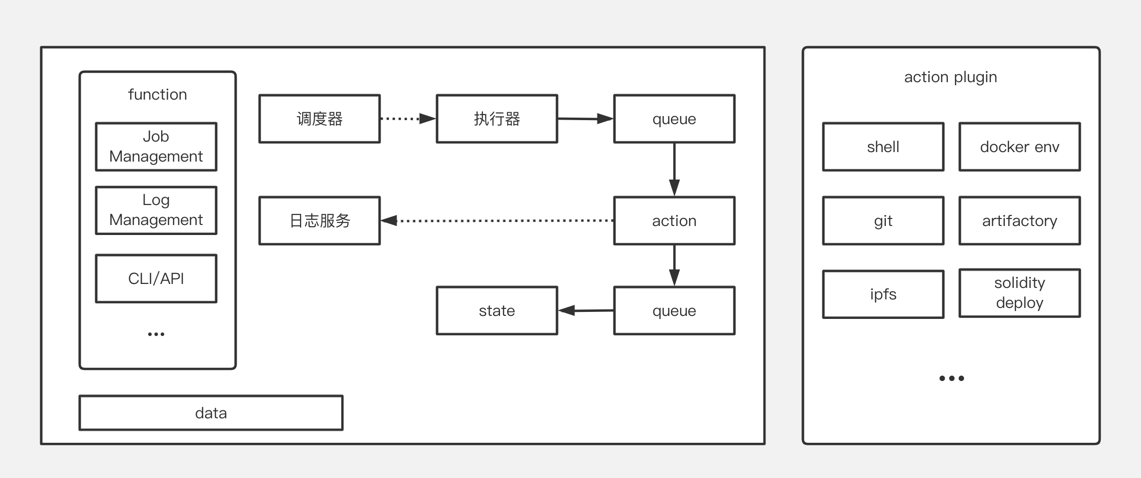 function
Job
Management
Log
Management
CLI/API
...
调度器
执行器
queue
日志服务
action
state
queue
data
action plugin
shell
docker env
git
artifactory
ipfs
solidity
deploy
...